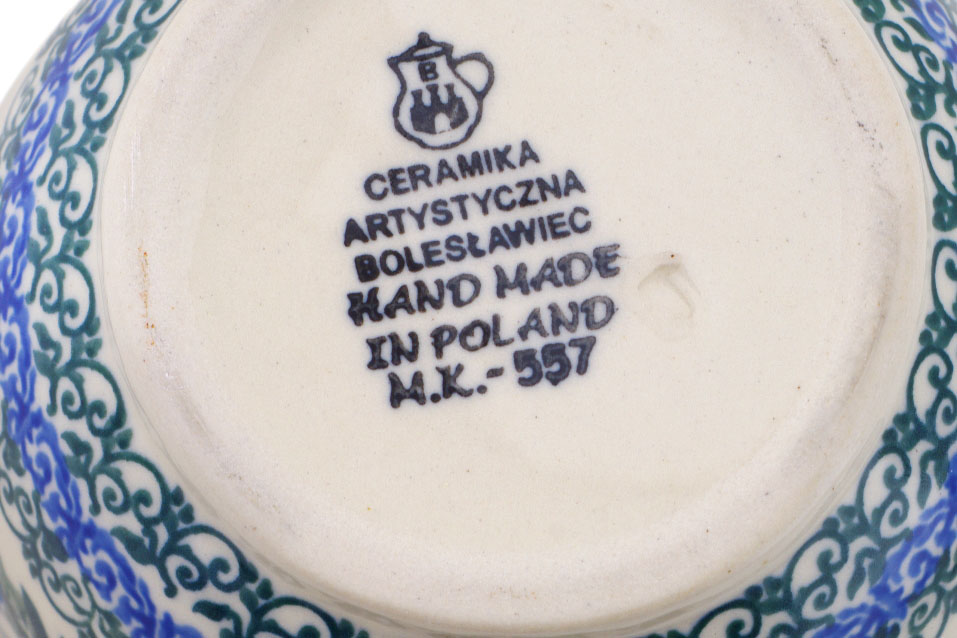 B
CERAMIKA
ARTYSTYCZNA
BOLESŁAWIEC
HAND MADE
IN POLAND
M.K.-557